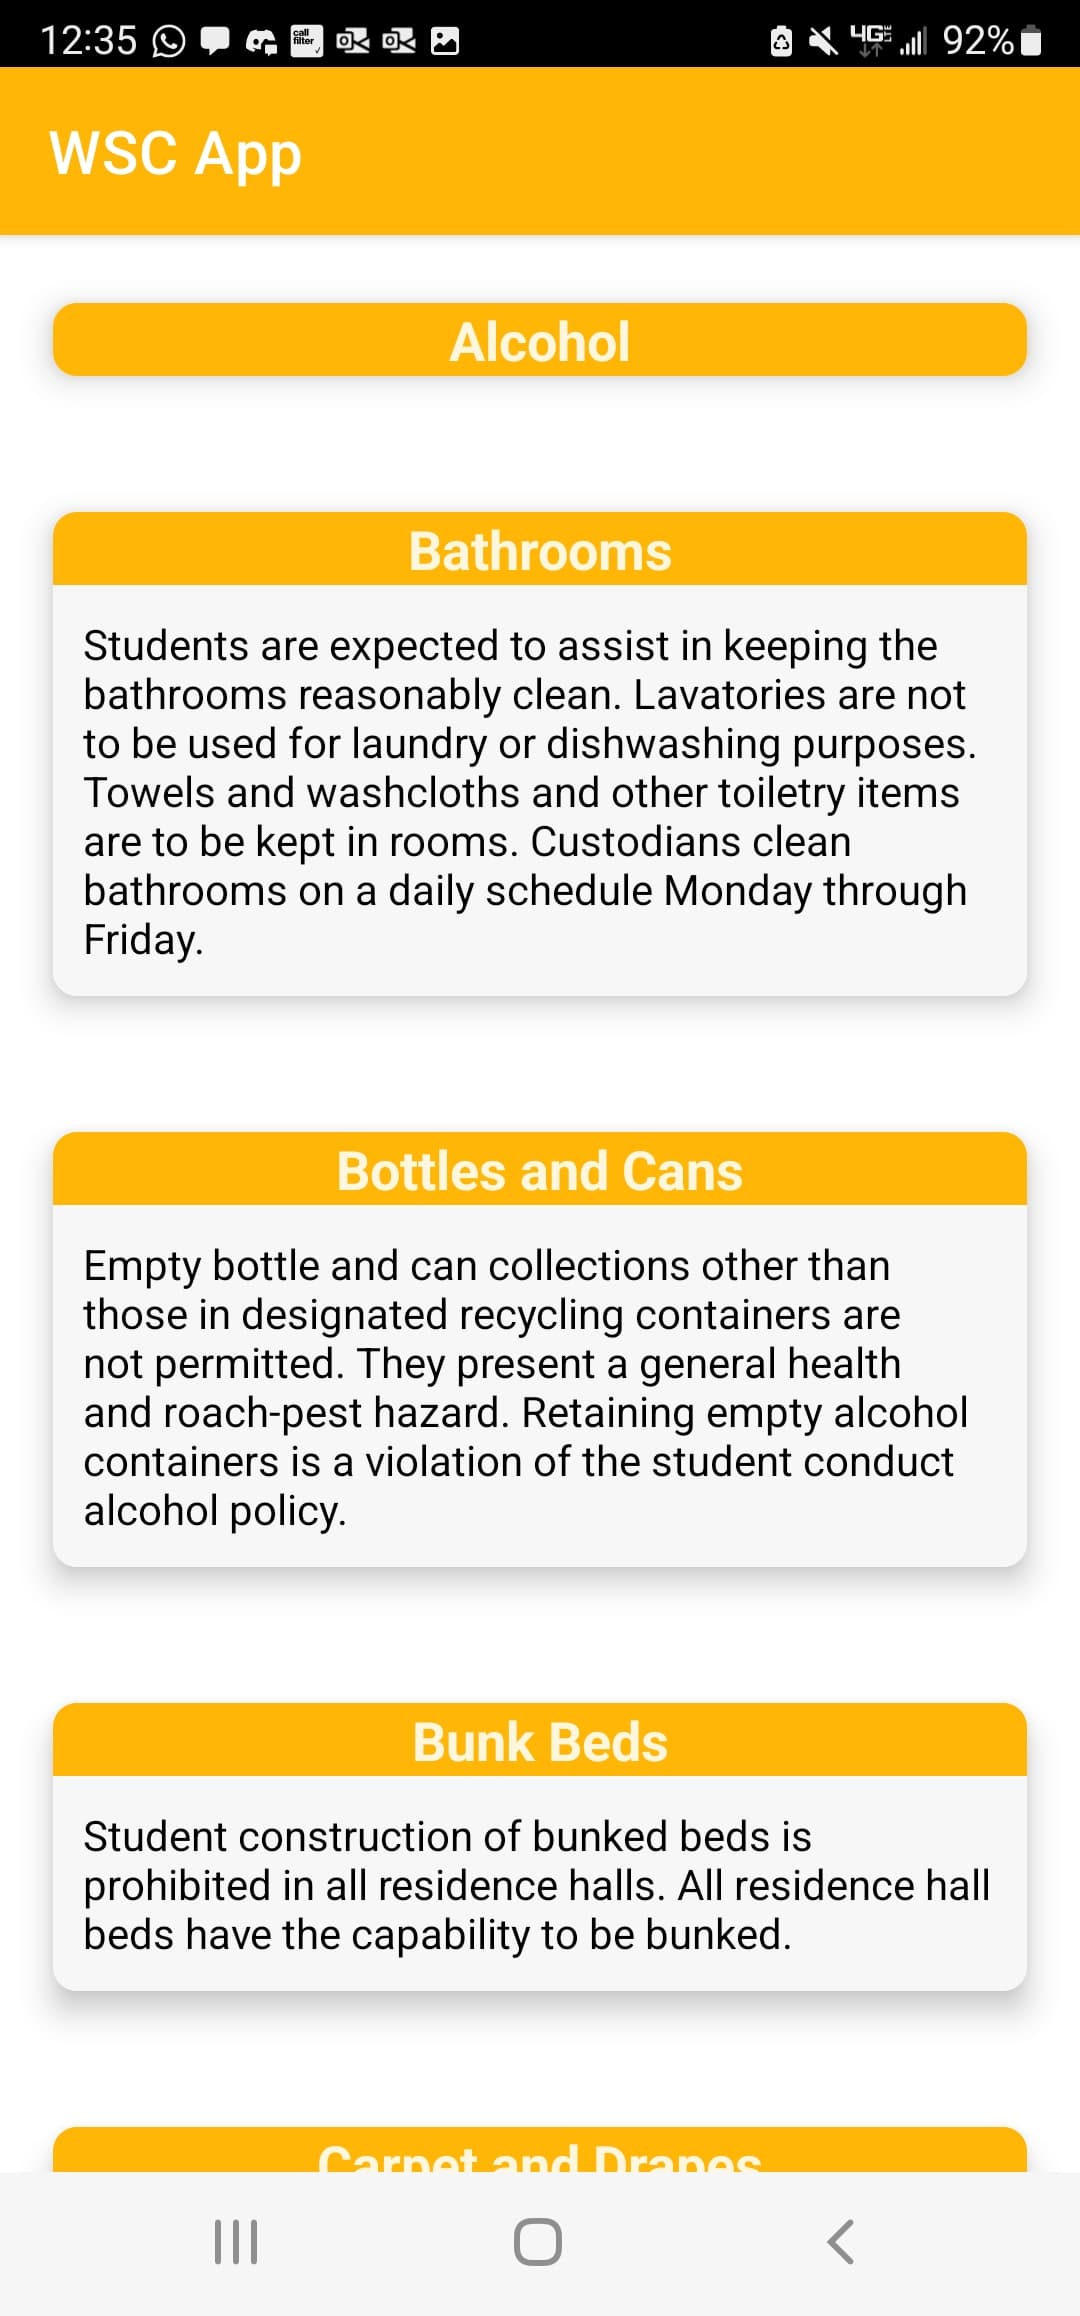 12:35 call filter 4G LTE 92%
WSC App
Alcohol
Bathrooms
Students are expected to assist in keeping the
bathrooms reasonably clean. Lavatories are not
to be used for laundry or dishwashing purposes.
Towels and washcloths and other toiletry items
are to be kept in rooms. Custodians clean
bathrooms on a daily schedule Monday through
Friday.
Bottles and Cans
Empty bottle and can collections other than
those in designated recycling containers are
not permitted. They present a general health
and roach-pest hazard. Retaining empty alcohol
containers is a violation of the student conduct
alcohol policy.
Bunk Beds
Student construction of bunked beds is
prohibited in all residence halls. All residence hall
beds have the capability to be bunked.
Carpet and Drapes